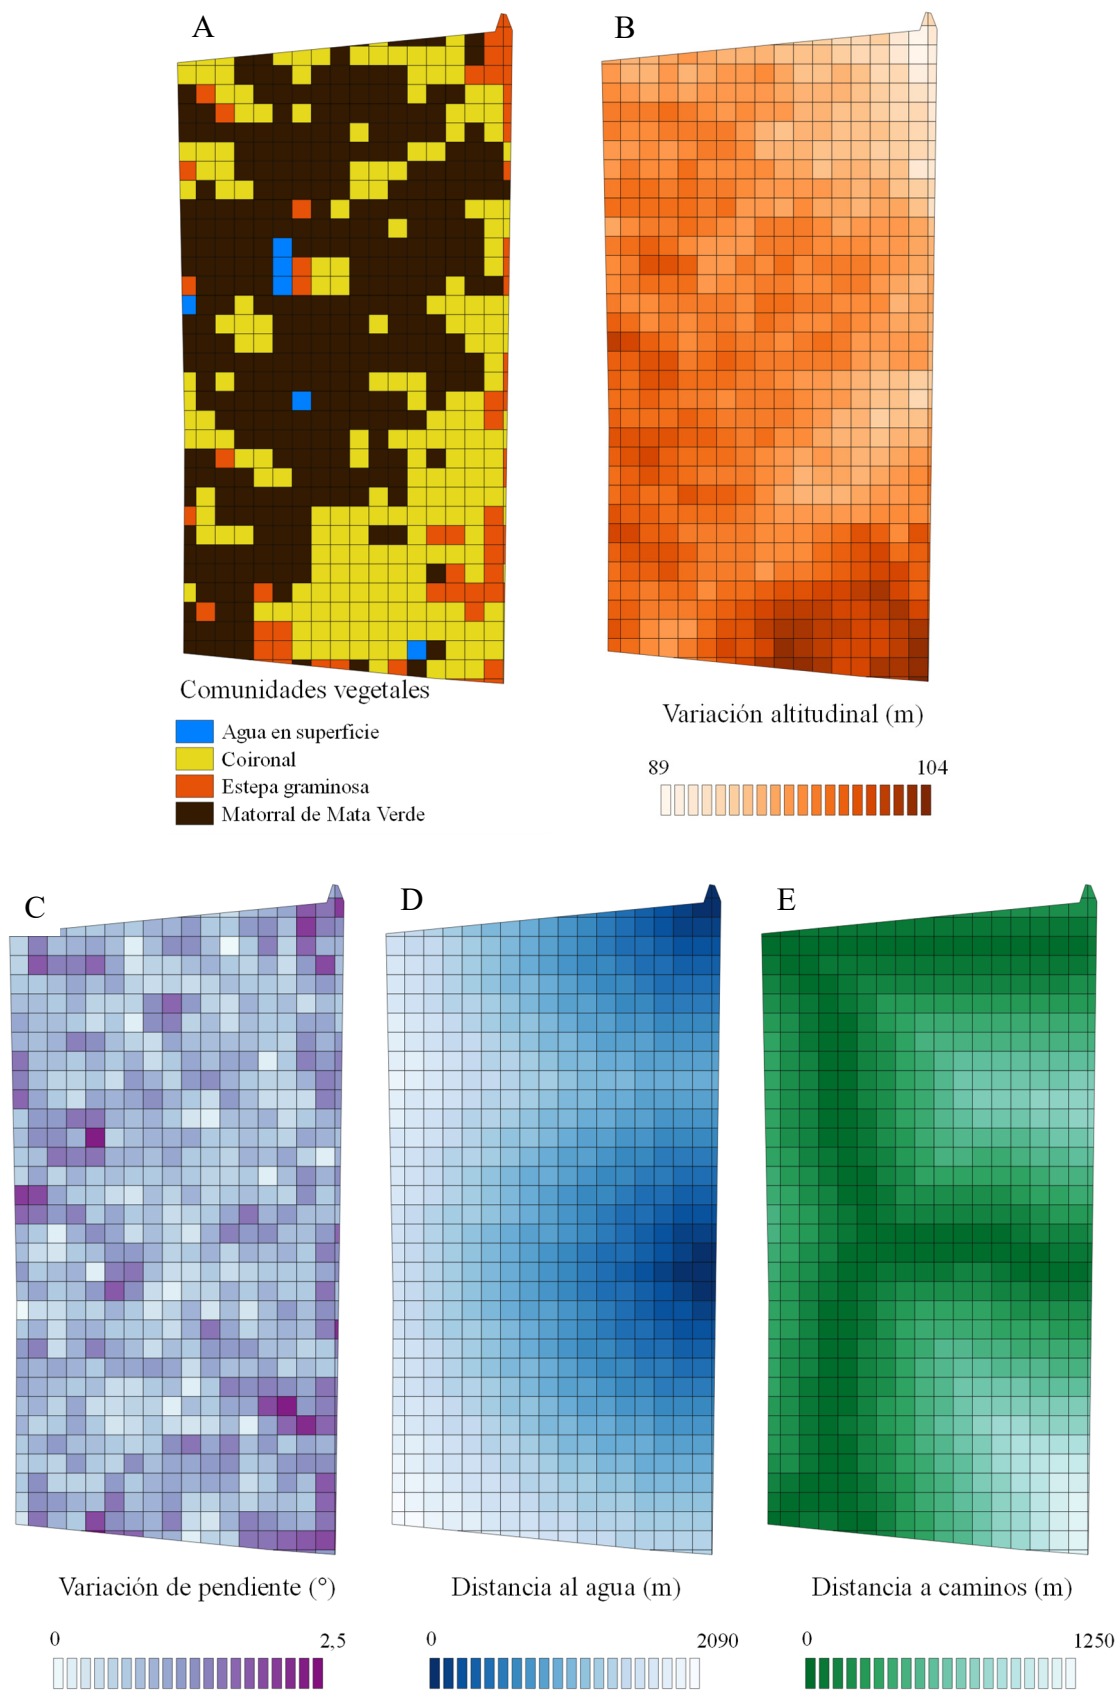 A
B
Comunidades vegetales
Agua en superficie
Coironal
Estepa graminosa
Matorral de Mata Verde
Variación altitudinal (m)
89 104
C
D
E
Variación de pendiente (°)
0 2,5
Distancia al agua (m)
0 2090
Distancia a caminos (m)
0 1250